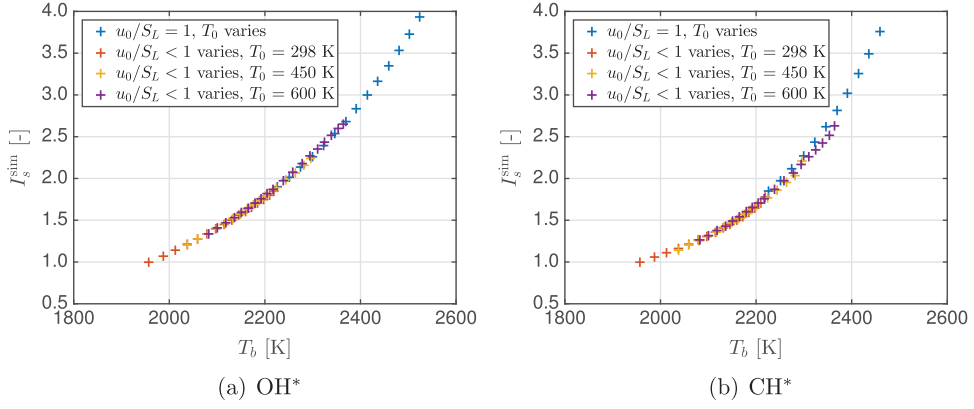 4.0
3.5
3.0
2.5
2.0
1.5
1.0
0.5
I_s^sim [-]
u_0/S_L = 1, T_0 varies
u_0/S_L < 1 varies, T_0 = 298 K
u_0/S_L < 1 varies, T_0 = 450 K
u_0/S_L < 1 varies, T_0 = 600 K
1800 2000 2200 2400 2600
T_b [K]
(a) OH*
4.0
3.5
3.0
2.5
2.0
1.5
1.0
0.5
I_s^sim [-]
u_0/S_L = 1, T_0 varies
u_0/S_L < 1 varies, T_0 = 298 K
u_0/S_L < 1 varies, T_0 = 450 K
u_0/S_L < 1 varies, T_0 = 600 K
1800 2000 2200 2400 2600
T_b [K]
(b) CH*